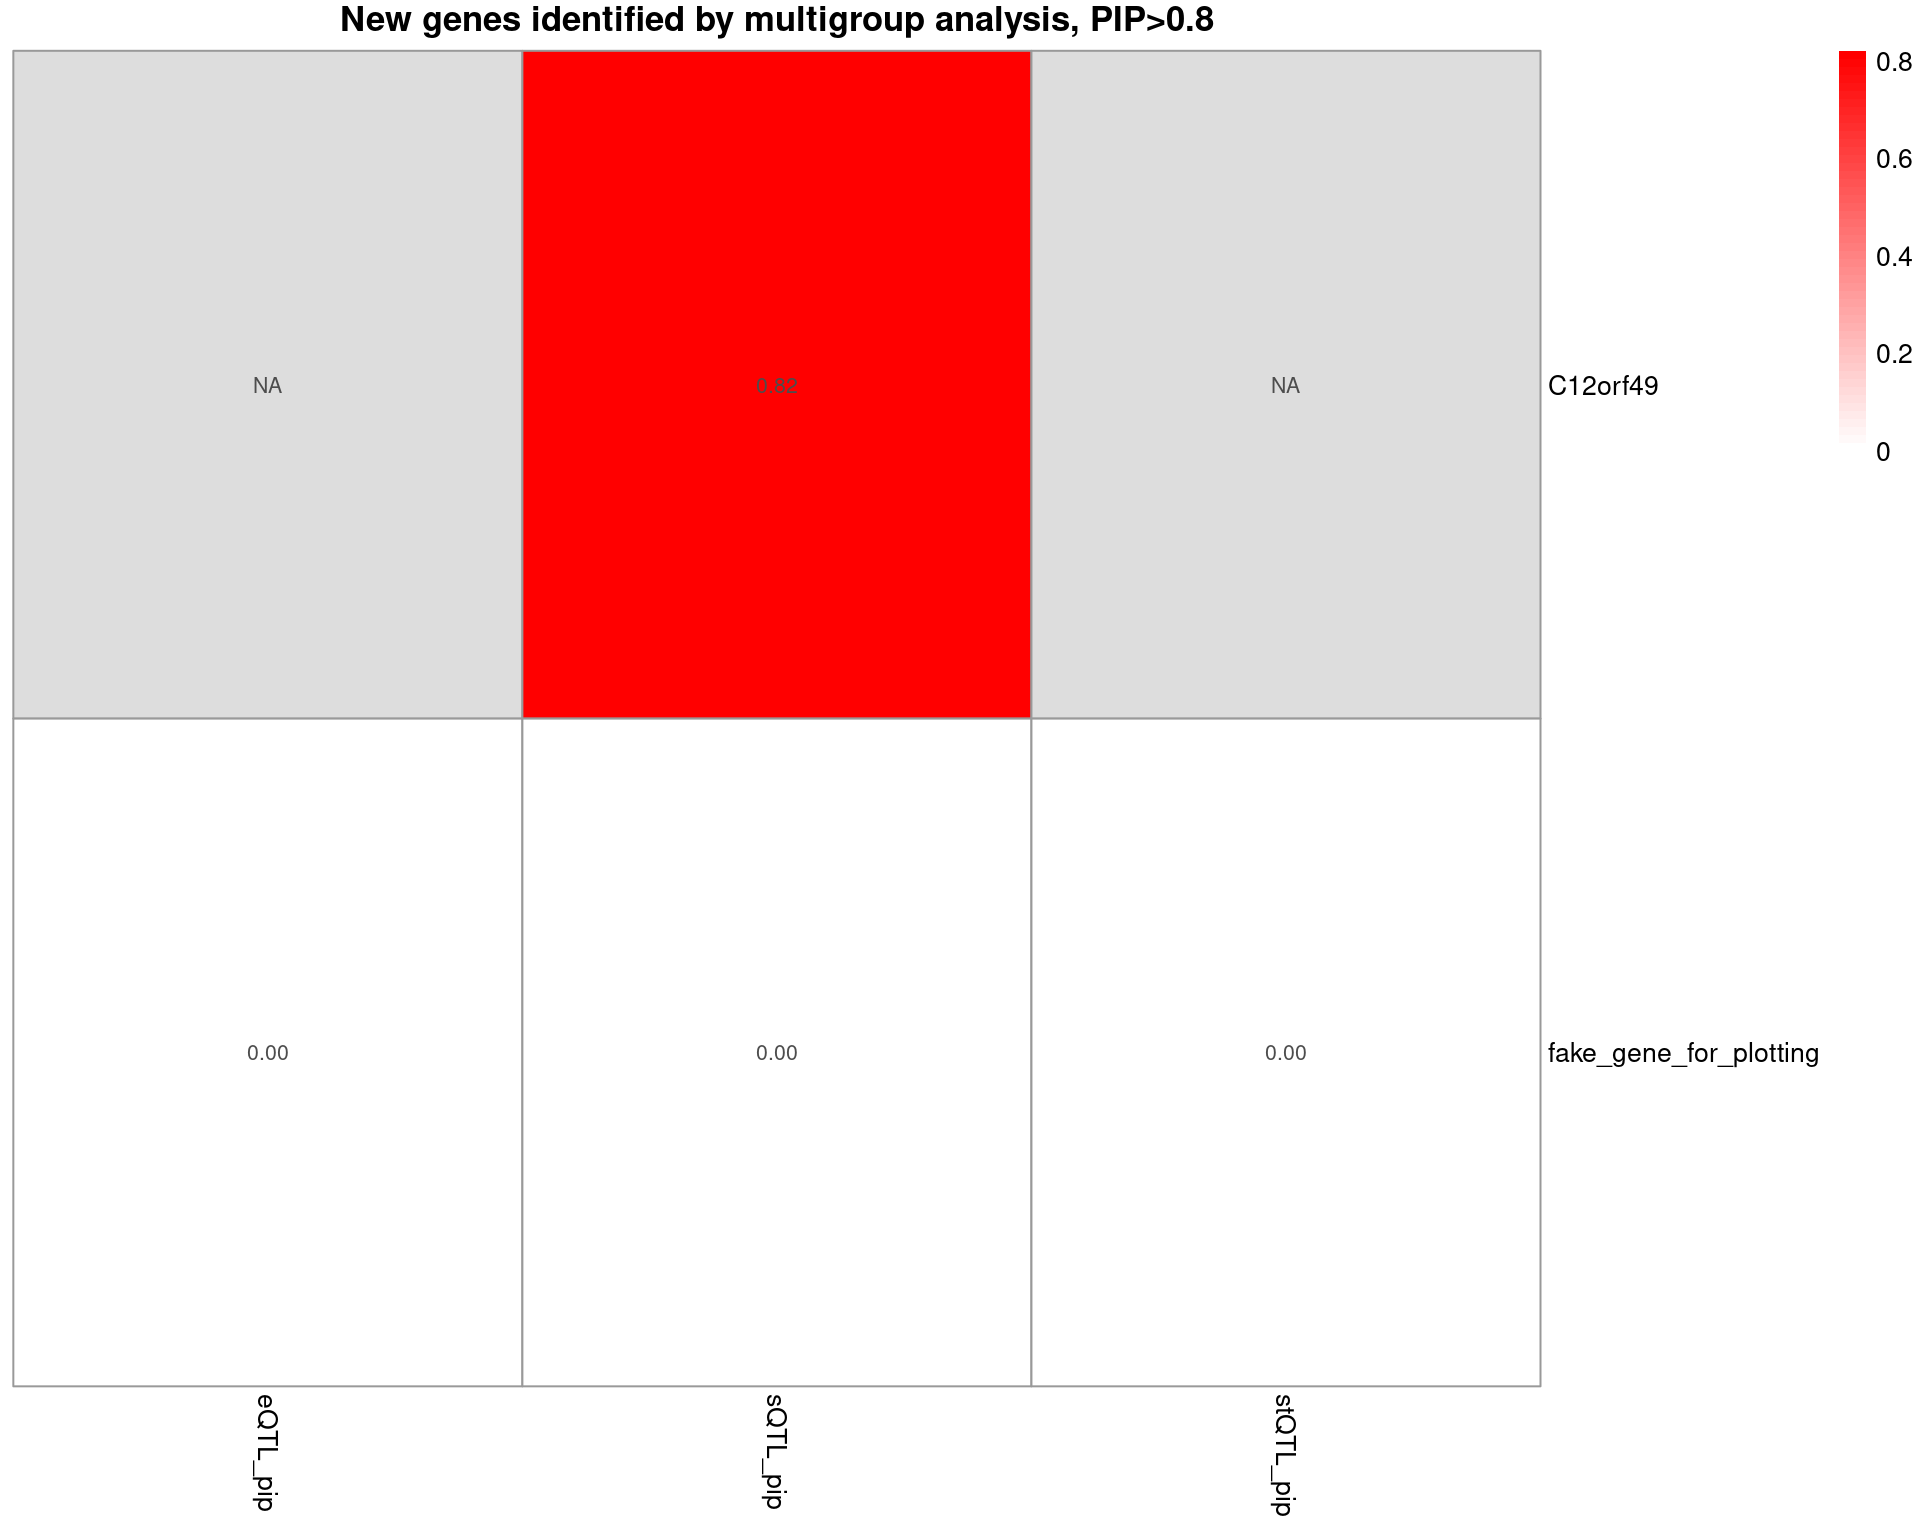 New genes identified by multigroup analysis, PIP>0.8
0.8
0.6
0.4
0.2
0
NA
0.82
NA
C12orf49
0.00
0.00
0.00
fake_gene_for_plotting
eQTL_pip
sQTL_pip
stQTL_pip